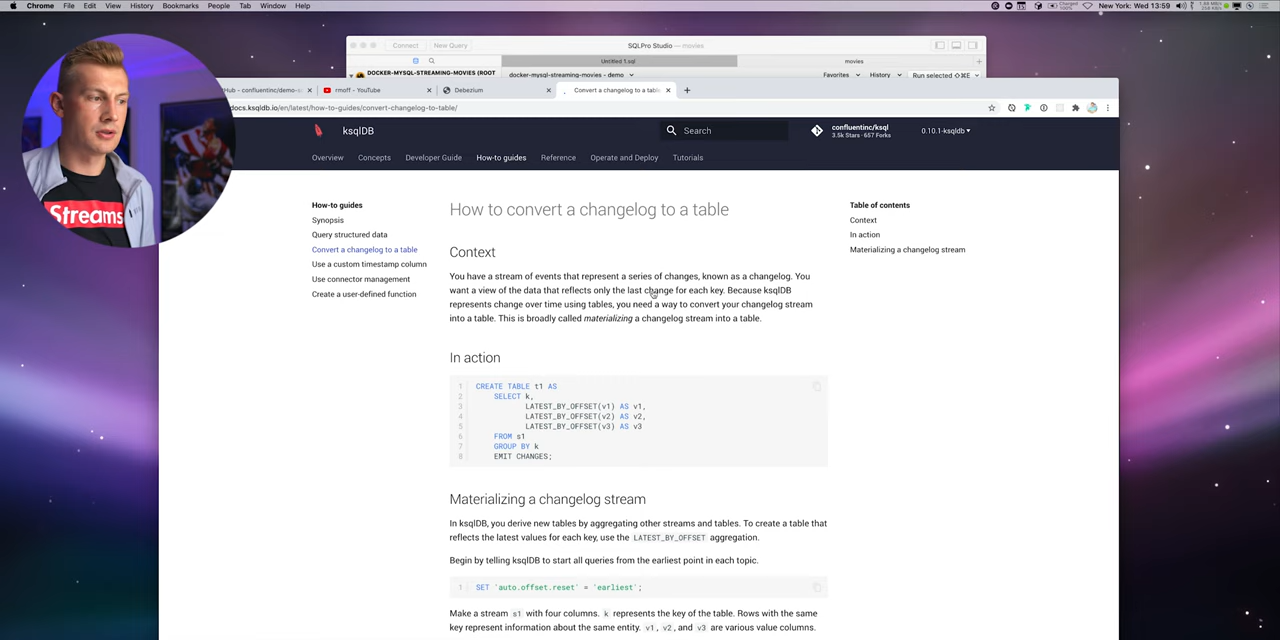 Chrome File Edit View History Bookmarks People Tab Window Help
New York: Wed 13:59
Connect New Query SQLPro Studio — movies
Untitled 1.sql movies
DOCKER-MYSQL-STREAMING-MOVIES (ROOT docker-mysql-streaming-movies - demo Favorites History Run selected ⇧⌘E
Hub - confluentinc/demo-s rmoff - YouTube Debezium Convert a changelog to a table
docs.ksqldb.io/en/latest/how-to-guides/convert-changelog-to-table/
ksqlDB Search confluentinc/ksql
3.5k Stars · 657 Forks
0.10.1-ksqldb
Overview Concepts Developer Guide How-to guides Reference Operate and Deploy Tutorials
Streams
How-to guides
Synopsis
Query structured data
Convert a changelog to a table
Use a custom timestamp column
Use connector management
Create a user-defined function
How to convert a changelog to a table
Context
You have a stream of events that represent a series of changes, known as a changelog. You
want a view of the data that reflects only the last change for each key. Because ksqlDB
represents change over time using tables, you need a way to convert your changelog stream
into a table. This is broadly called materializing a changelog stream into a table.
In action
1 CREATE TABLE t1 AS
2 SELECT k,
3 LATEST_BY_OFFSET(v1) AS v1,
4 LATEST_BY_OFFSET(v2) AS v2,
5 LATEST_BY_OFFSET(v3) AS v3
6 FROM s1
7 GROUP BY k
8 EMIT CHANGES;
Materializing a changelog stream
In ksqlDB, you derive new tables by aggregating other streams and tables. To create a table that
reflects the latest values for each key, use the LATEST_BY_OFFSET aggregation.
Begin by telling ksqlDB to start all queries from the earliest point in each topic.
1 SET 'auto.offset.reset' = 'earliest';
Make a stream s1 with four columns. k represents the key of the table. Rows with the same
key represent information about the same entity. v1, v2, and v3 are various value columns.
Table of contents
Context
In action
Materializing a changelog stream